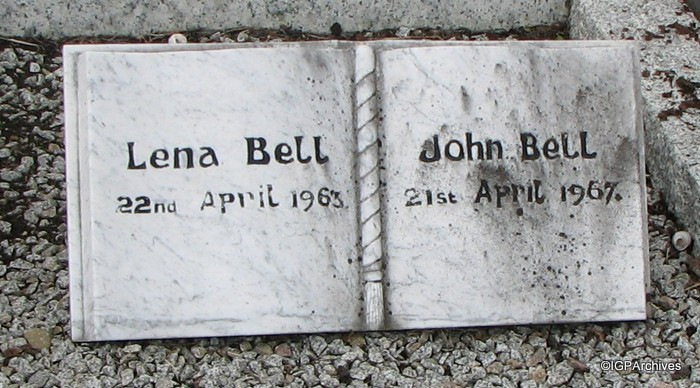 Lena Bell
22nd April 1963.
John Bell
21st April 1967.
©IGPArchives